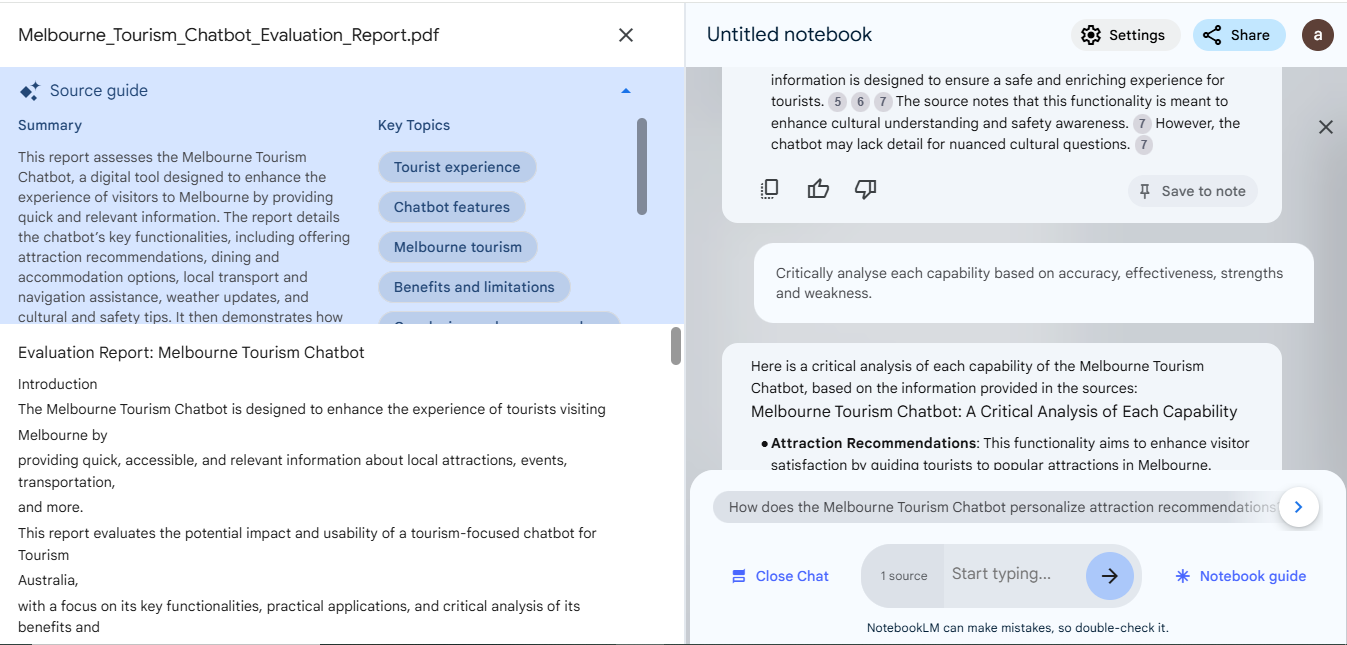 Melbourne_Tourism_Chatbot_Evaluation_Report.pdf
Source guide
Summary
This report assesses the Melbourne Tourism
Chatbot, a digital tool designed to enhance the
experience of visitors to Melbourne by providing
quick and relevant information. The report details
the chatbot's key functionalities, including offering
attraction recommendations, dining and
accommodation options, local transport and
navigation assistance, weather updates, and
cultural and safety tips. It then demonstrates how
Key Topics
Tourist experience
Chatbot features
Melbourne tourism
Benefits and limitations
Evaluation Report: Melbourne Tourism Chatbot
Introduction
The Melbourne Tourism Chatbot is designed to enhance the experience of tourists visiting
Melbourne by
providing quick, accessible, and relevant information about local attractions, events,
transportation,
and more.
This report evaluates the potential impact and usability of a tourism-focused chatbot for
Tourism
Australia,
with a focus on its key functionalities, practical applications, and critical analysis of its
benefits and
Untitled notebook
Settings
Share
a
information is designed to ensure a safe and enriching experience for
tourists. 5 6 7 The source notes that this functionality is meant to
enhance cultural understanding and safety awareness. 7 However, the
chatbot may lack detail for nuanced cultural questions. 7
Save to note
Critically analyse each capability based on accuracy, effectiveness, strengths
and weakness.
Here is a critical analysis of each capability of the Melbourne Tourism
Chatbot, based on the information provided in the sources:
Melbourne Tourism Chatbot: A Critical Analysis of Each Capability
● Attraction Recommendations: This functionality aims to enhance visitor
satisfaction by guiding tourists to popular attractions in Melbourne.
How does the Melbourne Tourism Chatbot personalize attraction recommendations
Close Chat
1 source
Start typing...
Notebook guide
NotebookLM can make mistakes, so double-check it.